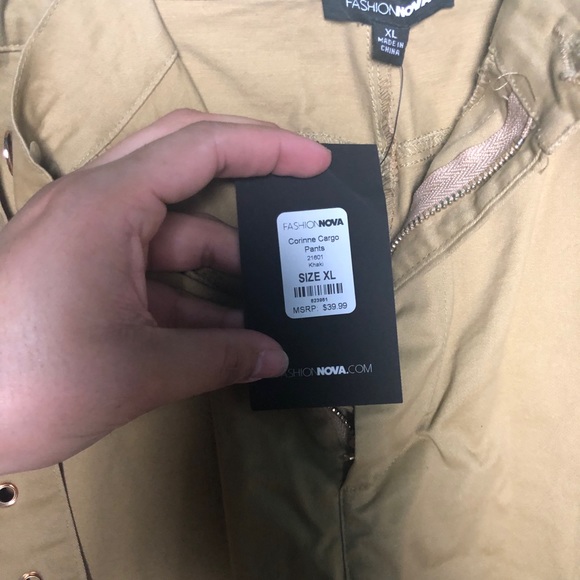 FASHIONNOVA
XL
MADE IN
CHINA
FASHIONNOVA
Corinne Cargo
Pants
21601
Khaki
SIZE XL
MSRP $39.99
FASHIONNOVA.COM